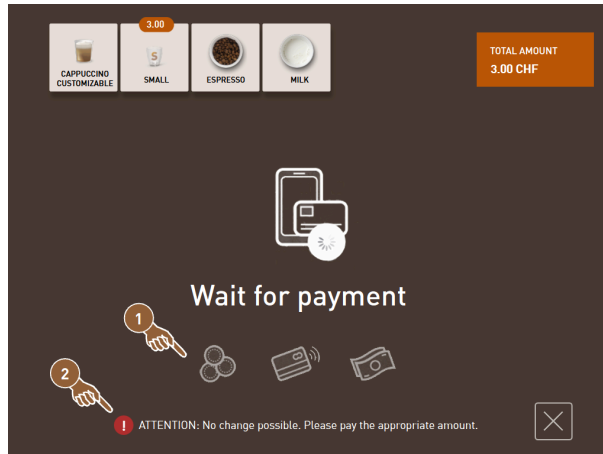 3.00
CAPPUCCINO
CUSTOMIZABLE
S
SMALL
ESPRESSO
MILK
TOTAL AMOUNT
3.00 CHF
Wait for payment
1
2
! ATTENTION: No change possible. Please pay the appropriate amount.